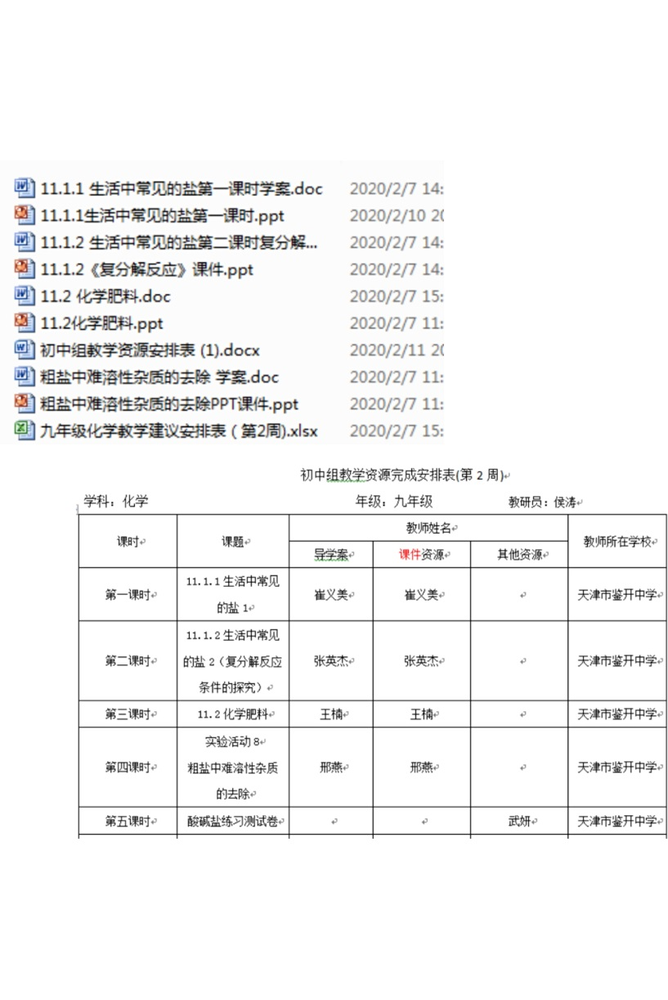 11.1.1 生活中常见的盐第一课时学案.doc 2020/2/7 14:
11.1.1生活中常见的盐第一课时.ppt 2020/2/10 20
11.1.2 生活中常见的盐第二课时复分解... 2020/2/7 14:
11.1.2《复分解反应》课件.ppt 2020/2/7 14:
11.2 化学肥料.doc 2020/2/7 15:
11.2化学肥料.ppt 2020/2/7 11:
初中组教学资源安排表 (1).docx 2020/2/11 20
粗盐中难溶性杂质的去除 学案.doc 2020/2/7 11:
粗盐中难溶性杂质的去除PPT课件.ppt 2020/2/7 11:
九年级化学教学建议安排表（第2周).xlsx 2020/2/7 15:
初中组教学资源完成安排表(第 2 周)
学科：化学 年级：九年级 教研员：侯涛
课时 课题 教师姓名 教师所在学校
导学案 课件资源 其他资源
第一课时 11.1.1 生活中常见
的盐 1 崔义美 崔义美 天津市鉴开中学
第二课时 11.1.2 生活中常见
的盐 2（复分解反应
条件的探究） 张英杰 张英杰 天津市鉴开中学
第三课时 11.2 化学肥料 王楠 王楠 天津市鉴开中学
第四课时 实验活动 8
粗盐中难溶性杂质
的去除 邢燕 邢燕 天津市鉴开中学
第五课时 酸碱盐练习测试卷 武妍 天津市鉴开中学